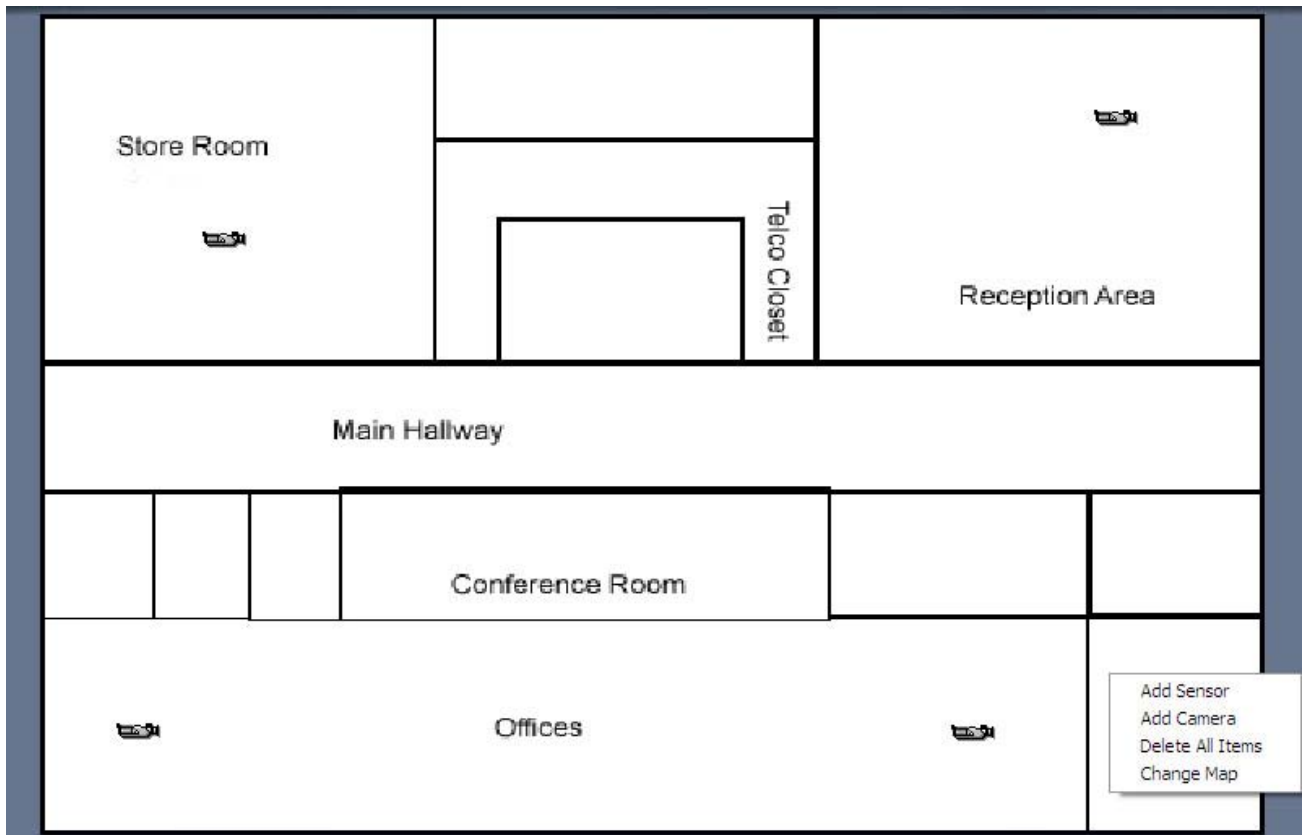 Store Room
Telco Closet
Reception Area
Main Hallway
Conference Room
Offices
Add Sensor
Add Camera
Delete All Items
Change Map